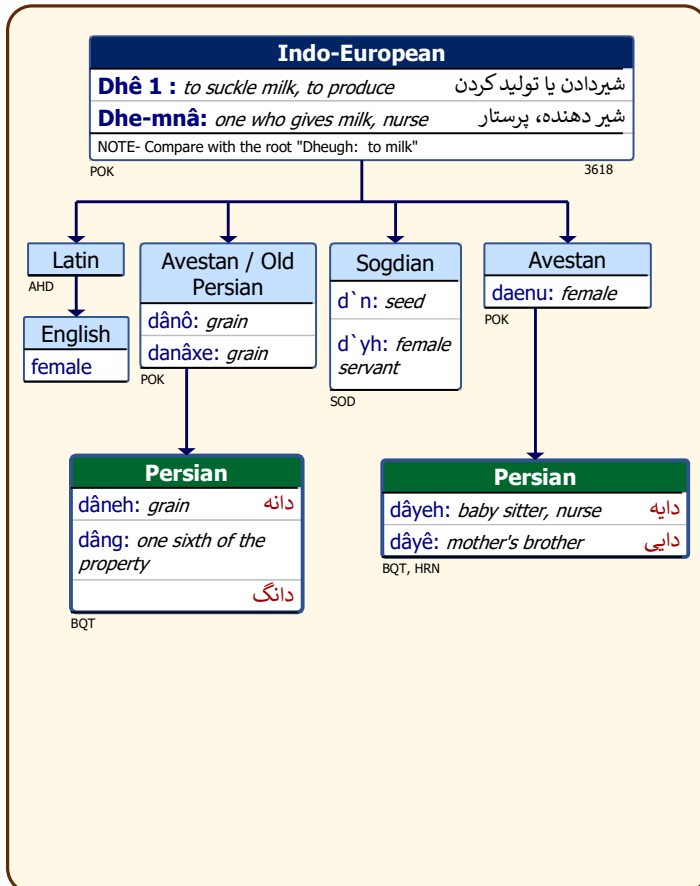 Indo-European
Dhê 1 : to suckle milk, to produce شیردادن یا تولید کردن
Dhe-mnâ: one who gives milk, nurse شیر دهنده، پرستار
NOTE- Compare with the root "Dheugh: to milk"
POK 3618
Latin
AHD
English
female
Avestan / Old
Persian
dânô: grain
danâxe: grain
POK
Sogdian
d`n: seed
d`yh: female
servant
SOD
Avestan
daenu: female
POK
Persian
dâneh: grain دانه
dâng: one sixth of the
property
دانگ
BQT
Persian
dâyeh: baby sitter, nurse دایه
dâyê: mother's brother دایی
BQT, HRN